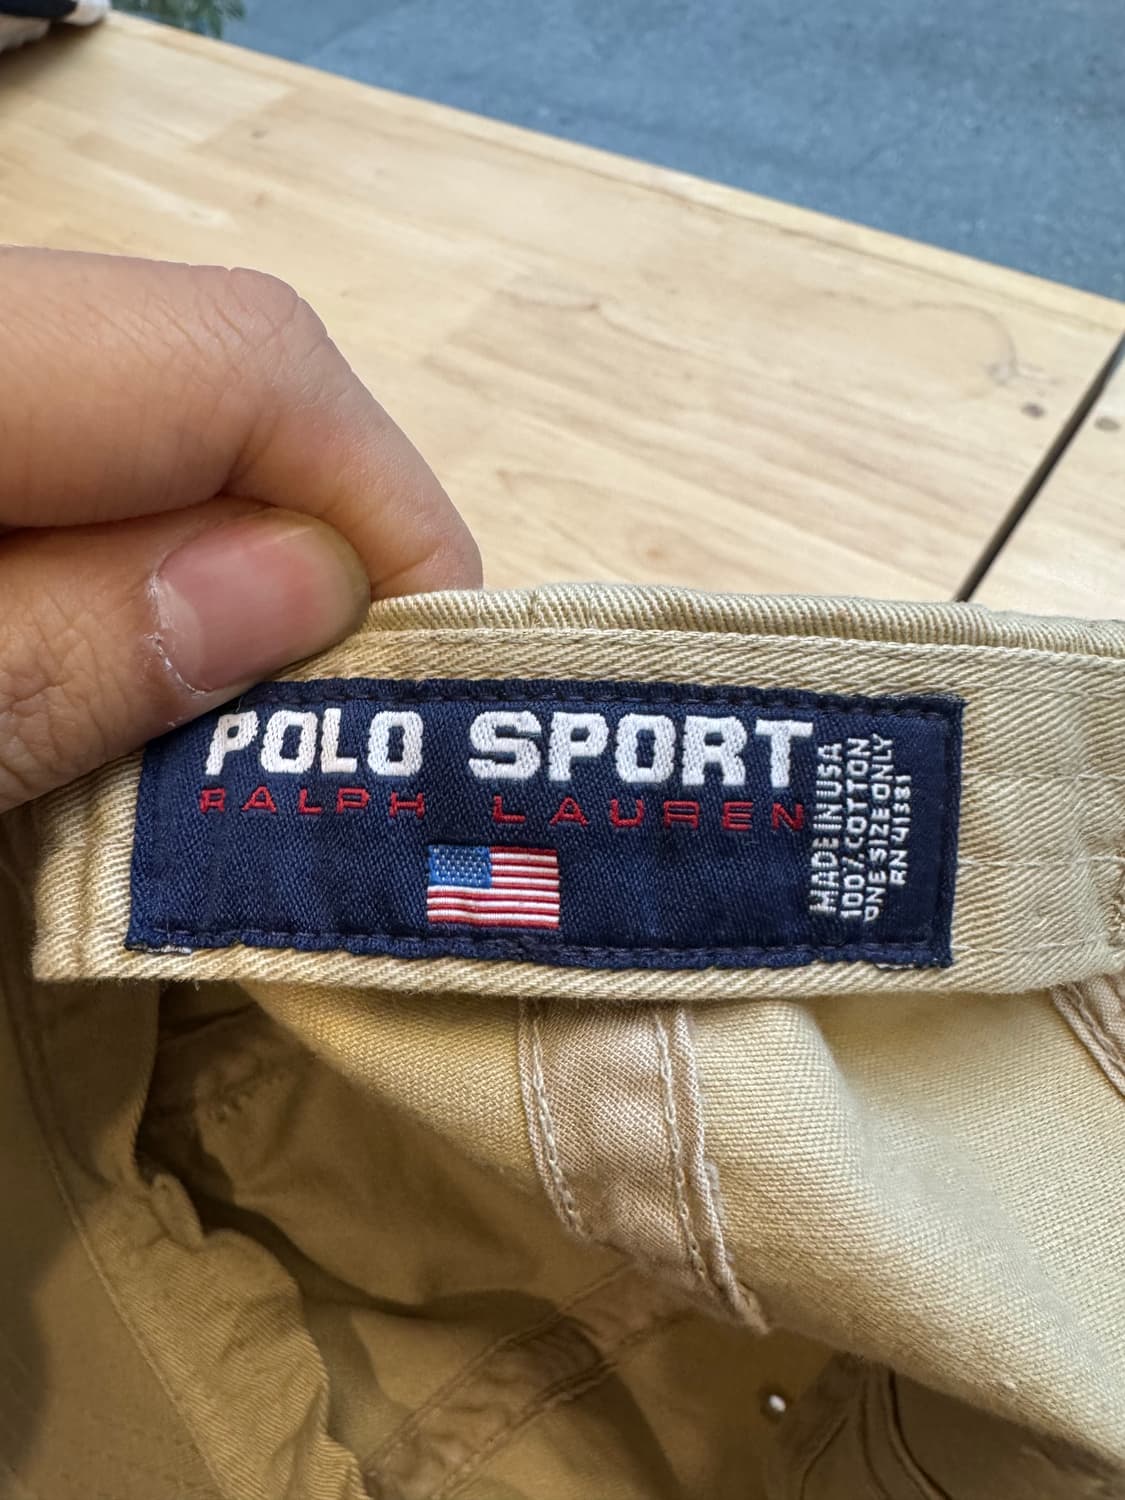 POLO SPORT
RALPH LAUREN
MADE IN USA
100% COTTON
ONE SIZE ONLY
RN 41381